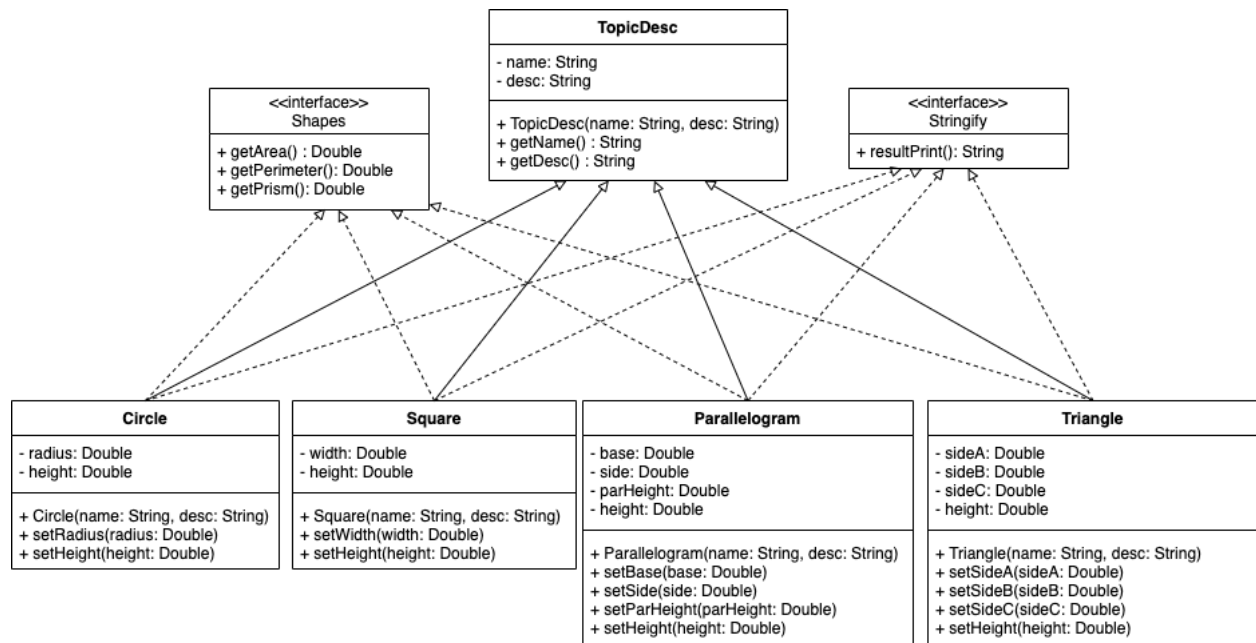 TopicDesc
- name: String
- desc: String
+ TopicDesc(name: String, desc: String)
+ getName() : String
+ getDesc() : String
<<interface>>
Shapes
+ getArea() : Double
+ getPerimeter(): Double
+ getPrism(): Double
<<interface>>
Stringify
+ resultPrint(): String
Circle
- radius: Double
- height: Double
+ Circle(name: String, desc: String)
+ setRadius(radius: Double)
+ setHeight(height: Double)
Square
- width: Double
- height: Double
+ Square(name: String, desc: String)
+ setWidth(width: Double)
+ setHeight(height: Double)
Parallelogram
- base: Double
- side: Double
- parHeight: Double
- height: Double
+ Parallelogram(name: String, desc: String)
+ setBase(base: Double)
+ setSide(side: Double)
+ setParHeight(parHeight: Double)
+ setHeight(height: Double)
Triangle
- sideA: Double
- sideB: Double
- sideC: Double
- height: Double
+ Triangle(name: String, desc: String)
+ setSideA(sideA: Double)
+ setSideB(sideB: Double)
+ setSideC(sideC: Double)
+ setHeight(height: Double)